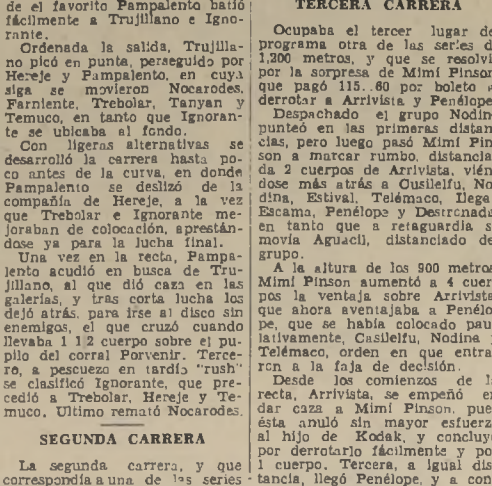 de el favorito Pampalento batió
fácilmente a Trujillano e Igno-
rante.
Ordenada la salida, Trujilla-
no picó en punta, perseguido por
Hereje y Pampalento, en cuya
siga se movieron Nocarodes,
Farniente, Trebolar, Tanyan y
Temuco, en tanto que Ignoran-
te se ubicaba al fondo.
Con ligeras alternativas se
desarrolló la carrera hasta po-
co antes de la curva, en donde
Pampalento se deslizó de la
compañía de Hereje, a la vez
que Trebolar e Ignorante me-
joraban de colocación, aprestán-
dose ya para la lucha final.
Una vez en la recta, Pampa-
lento acudió en busca de Tru-
jillano, al que dió caza en las
galerías, y tras corta lucha los
dejó atrás, para irse al disco sin
enemigos, el que cruzó cuando
llevaba 1 1 2 cuerpo sobre el pu-
pilo del corral Porvenir. Terce-
ro, a pescuezo en tardío "rush"
se clasificó Ignorante, que pre-
cedió a Trebolar, Hereje y Te-
muco. Ultimo remató Nocarodes.
SEGUNDA CARRERA
La segunda carrera, y que
correspondía a una de las series
TERCERA CARRERA
Ocupaba el tercer lugar de
programa otra de las series d
1,200 metros, y que se resolvi
por la sorpresa de Mimí Pinson
que pagó 115..60 por boleto a
derrotar a Arrivista y Penélope
Despachado el grupo Nodin
punteó en las primeras distan
cias, pero luego pasó Mimí Pin
son a marcar rumbo, distancia
da 2 cuerpos de Arrivista, vién
dose más atrás a Cusilelfu, No
dina, Estival, Telémaco, Ilega
Escama, Penélope y Destronada
en tanto que a retaguardia s
movía Aguacil, distanciado de
grupo.
A la altura de los 900 metros
Mimí Pinson aumentó a 4 cuer
pos la ventaja sobre Arrivista
que ahora aventajaba a Penélo
pe, que se había colocado pau
lativamente, Casilelfu, Nodina
Telémaco, orden en que entra
ron a la faja de decisión.
Desde los comienzos de l
recta, Arrivista, se empeñó e
dar caza a Mimí Pinson, pue
ésta anuló sin mayor esfuerz
al hijo de Kodak, y concluy
por derrotarlo fácilmente y po
1 cuerpo. Tercera, a igual dis
tancia, llegó Penélope, y a con